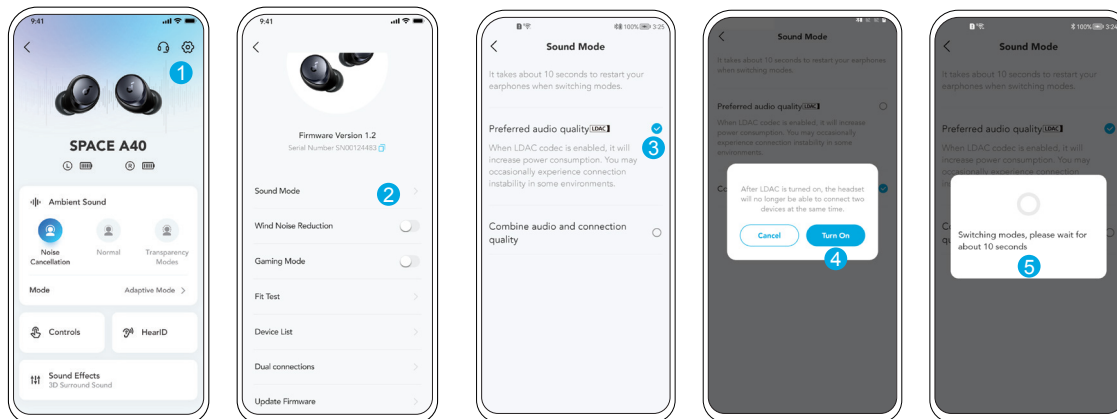 9:41
1
SPACE A40
L R
Ambient Sound
Noise
Cancellation
Normal
Transparency
Modes
Mode
Adaptive Mode >
Controls
HearID
Sound Effects
3D Surround Sound
9:41
Firmware Version 1.2
Serial Number SN00124483
Sound Mode
2
Wind Noise Reduction
Gaming Mode
Fit Test
Device List
Dual connections
Update Firmware
100% 3:25
Sound Mode
It takes about 10 seconds to restart your
earphones when switching modes.
Preferred audio quality LDAC
3
When LDAC codec is enabled, it will
increase power consumption. You may
occasionally experience connection
instability in some environments.
Combine audio and connection
quality
Sound Mode
It takes about 10 seconds to restart your earphones
when switching modes.
Preferred audio quality LDAC
When LDAC codec is enabled, it will increase
power consumption. You may occasionally
experience connection instability in some
environments.
After LDAC is turned on, the headset
will no longer be able to connect two
devices at the same time.
Cancel
Turn On
4
100% 3:24
Sound Mode
It takes about 10 seconds to restart your
earphones when switching modes.
Preferred audio quality LDAC
When LDAC codec is enabled, it will
increase power consumption. You may
occasionally experience connection
Switching modes, please wait for
about 10 seconds
5